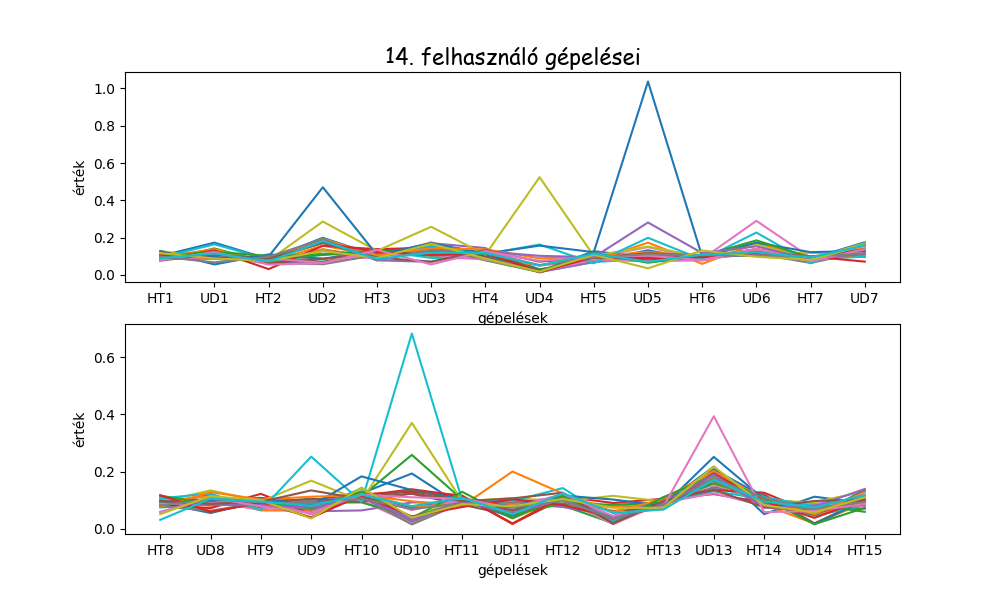 14. felhasználó gépelései
érték
1.0
0.8
0.6
0.4
0.2
0.0
HT1 UD1 HT2 UD2 HT3 UD3 HT4 UD4 HT5 UD5 HT6 UD6 HT7 UD7
gépelések
érték
0.6
0.4
0.2
0.0
HT8 UD8 HT9 UD9 HT10 UD10 HT11 UD11 HT12 UD12 HT13 UD13 HT14 UD14 HT15
gépelések